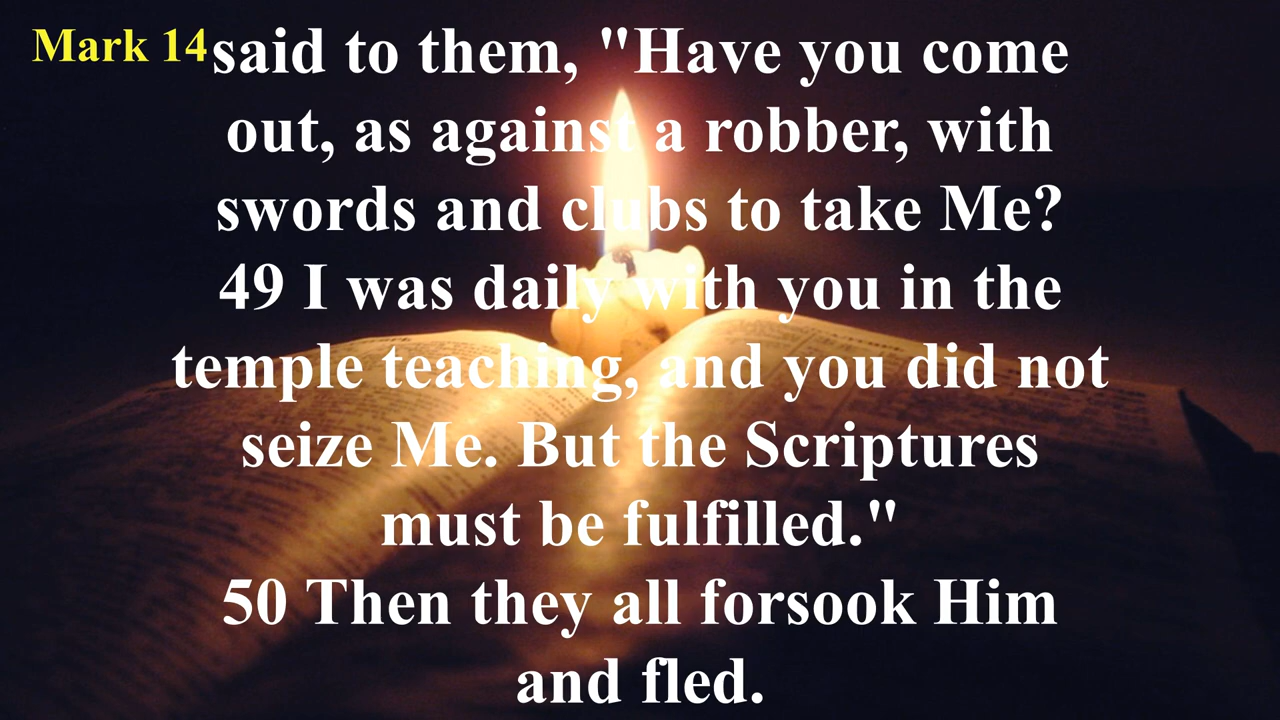 Mark 14
said to them, "Have you come
out, as against a robber, with
swords and clubs to take Me?
49 I was daily with you in the
temple teaching, and you did not
seize Me. But the Scriptures
must be fulfilled."
50 Then they all forsook Him
and fled.